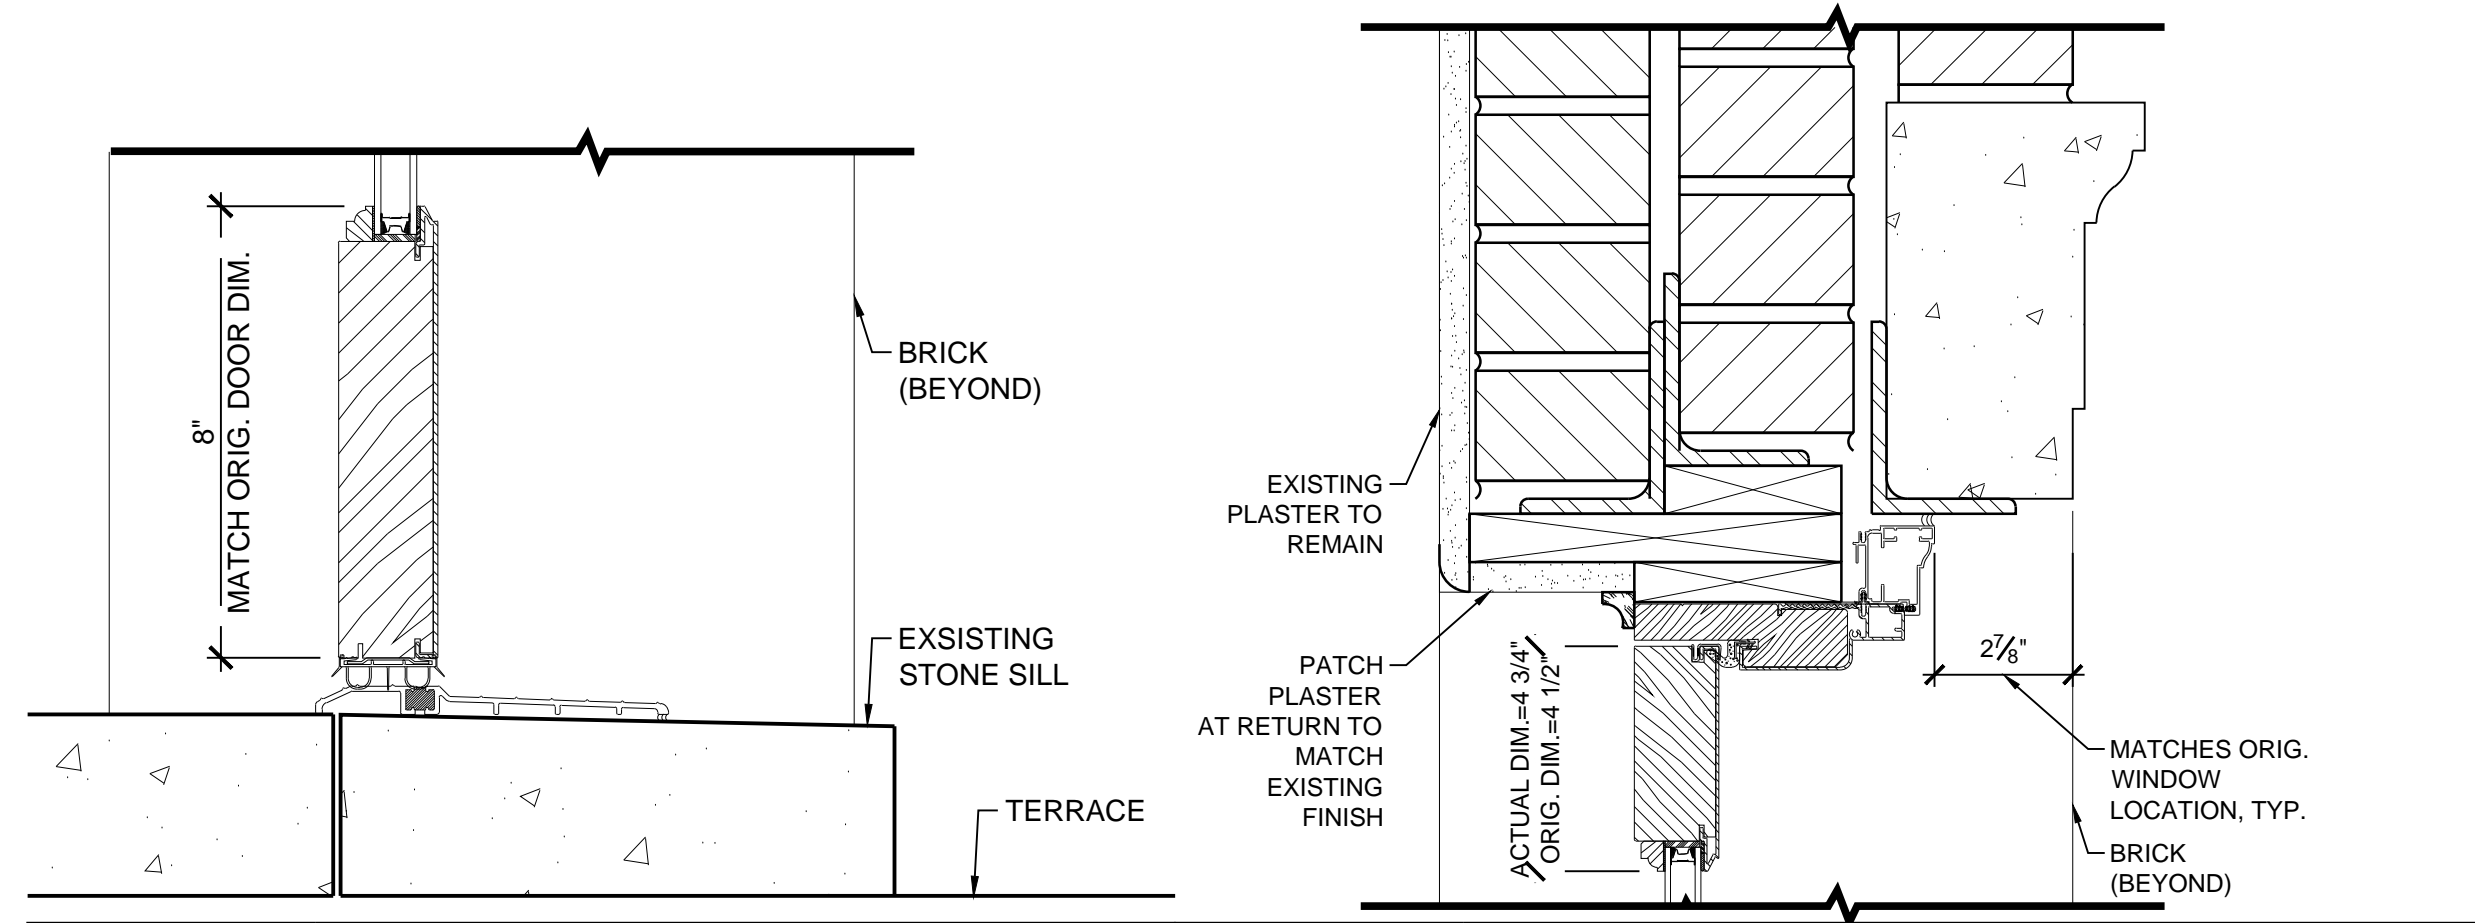 8"
MATCH ORIG. DOOR DIM.
BRICK
(BEYOND)
EXSISTING
STONE SILL
TERRACE
EXISTING
PLASTER TO
REMAIN
PATCH
PLASTER
AT RETURN TO
MATCH
EXISTING
FINISH
ACTUAL DIM.=4 3/4"
ORIG. DIM.=4 1/2"
2⅞"
MATCHES ORIG.
WINDOW
LOCATION, TYP.
BRICK
(BEYOND)